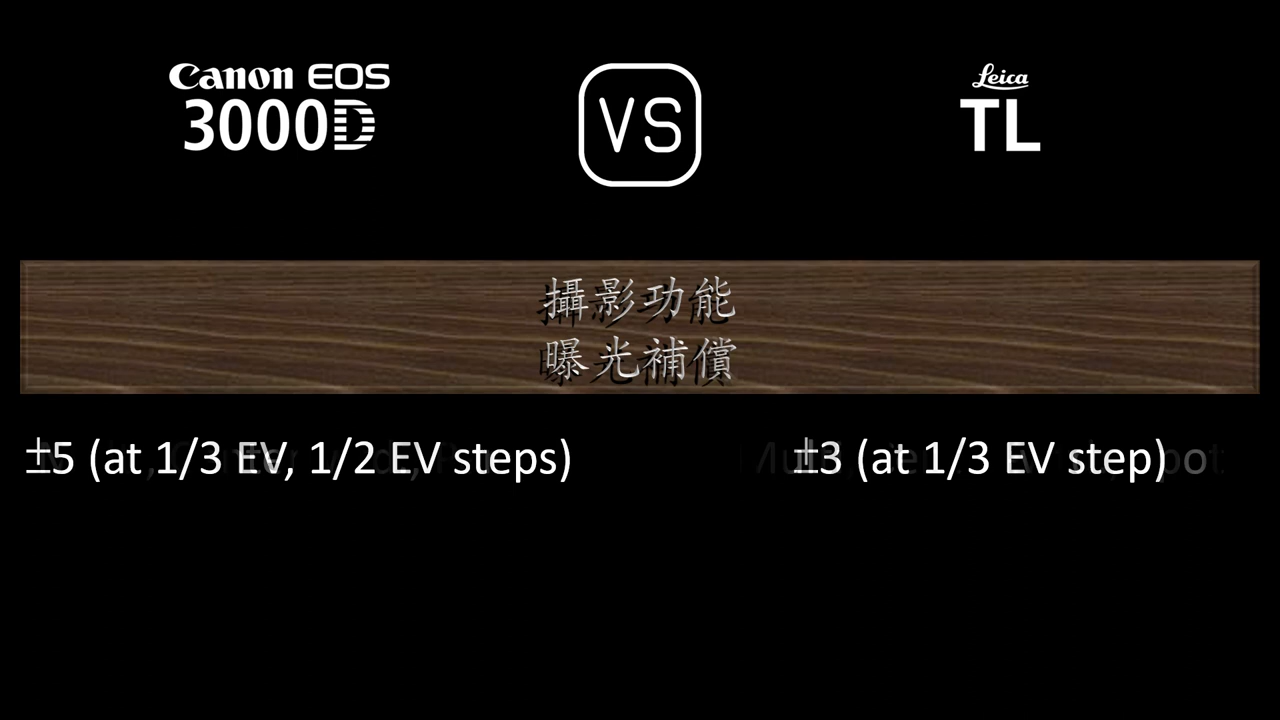 Canon EOS
3000D
VS
Leica
TL
攝影功能
曝光補償
±5 (at 1/3 EV, 1/2 EV steps)
±3 (at 1/3 EV step)